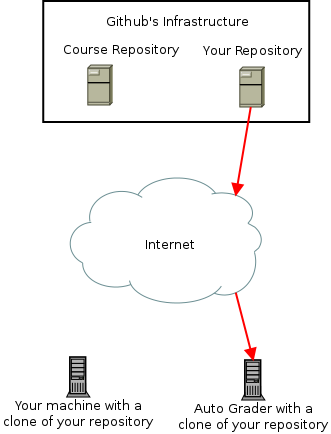 Github's Infrastructure
Course Repository
Your Repository
Internet
Your machine with a
clone of your repository
Auto Grader with a
clone of your repository